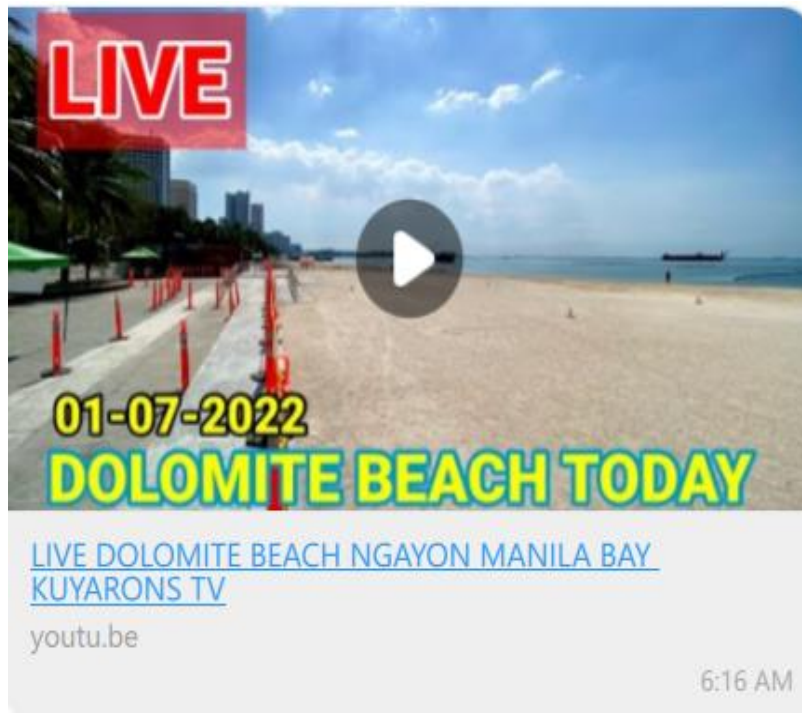 LIVE
01-07-2022
DOLOMITE BEACH TODAY
LIVE DOLOMITE BEACH NGAYON MANILA BAY
KUYARONS TV
youtu.be
6:16 AM